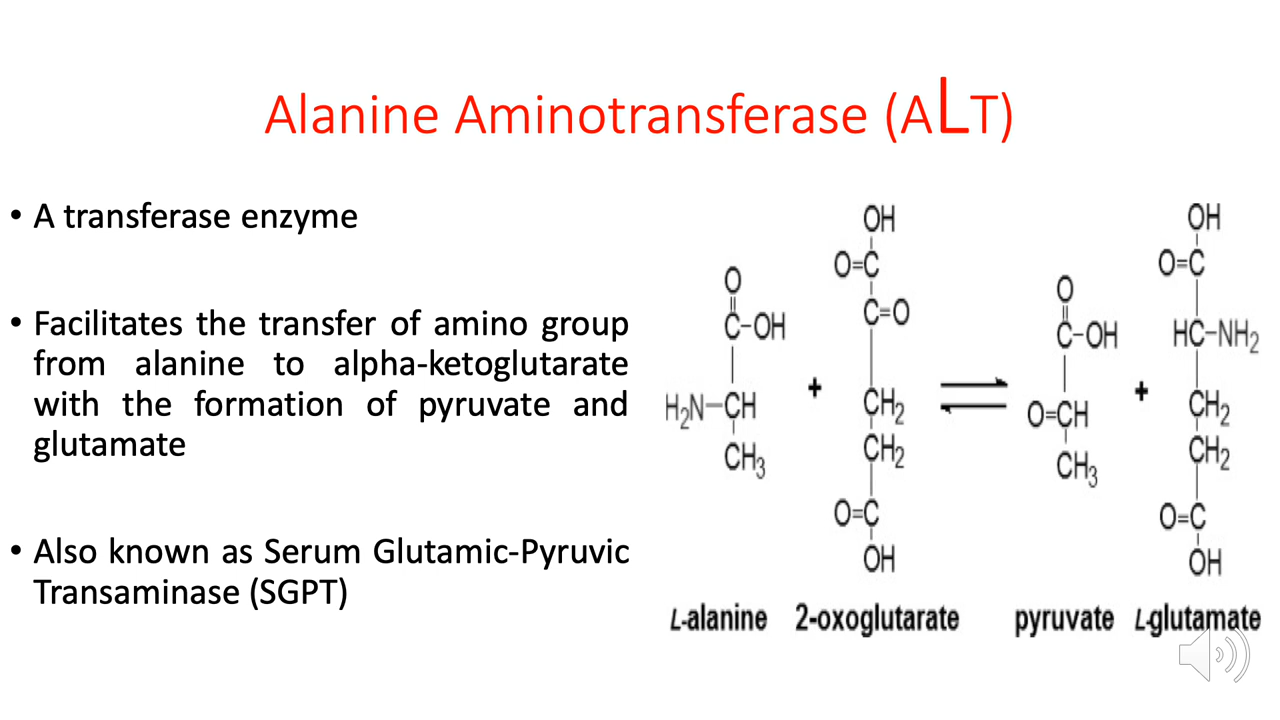 Alanine Aminotransferase (ALT)
• A transferase enzyme
• Facilitates the transfer of amino group
from alanine to alpha-ketoglutarate
with the formation of pyruvate and
glutamate
• Also known as Serum Glutamic-Pyruvic
Transaminase (SGPT)
O
C-OH
H₂N-CH
CH₃
+
OH
O=C
C=O
CH₂
CH₂
O=C
OH
O
C-OH
O=CH
CH₃
+
OH
O=C
HC-NH₂
CH₂
CH₂
O=C
OH
L-alanine 2-oxoglutarate pyruvate L-glutamate